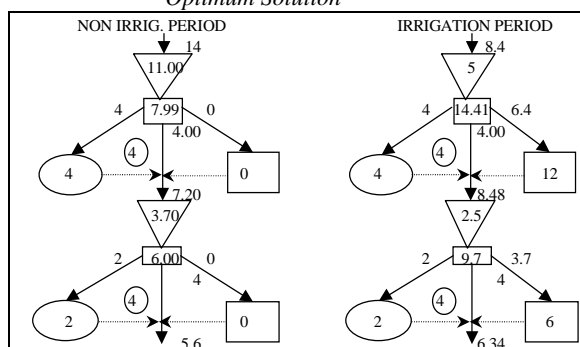 Optimum Solution
NON IRRIG. PERIOD IRRIGATION PERIOD
14 8.4
11.00 5
4 7.99 0 4 14.41 6.4
4.00 4.00
4 4
4 0 4 12
7.20 8.48
3.70 2.5
2 6.00 0 2 9.7 3.7
4 4
4 4
2 0 2 6
5.6 6.34